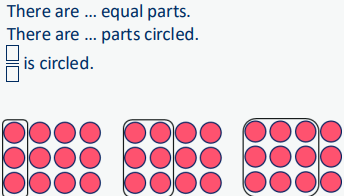 There are ... equal parts.
There are ... parts circled.
is circled.